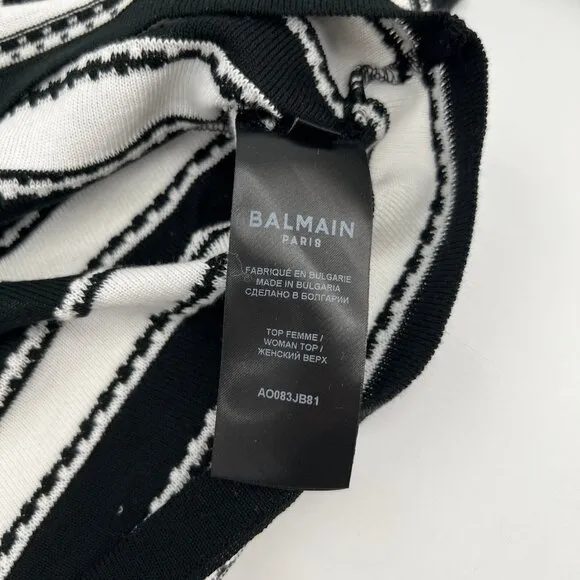 BALMAIN
PARIS
FABRIQUÉ EN BULGARIE
MADE IN BULGARIA
СДЕЛАНО В БОЛГАРИИ
TOP FEMME /
WOMAN TOP /
ЖЕНСКИЙ ВЕРХ
AO083JB81